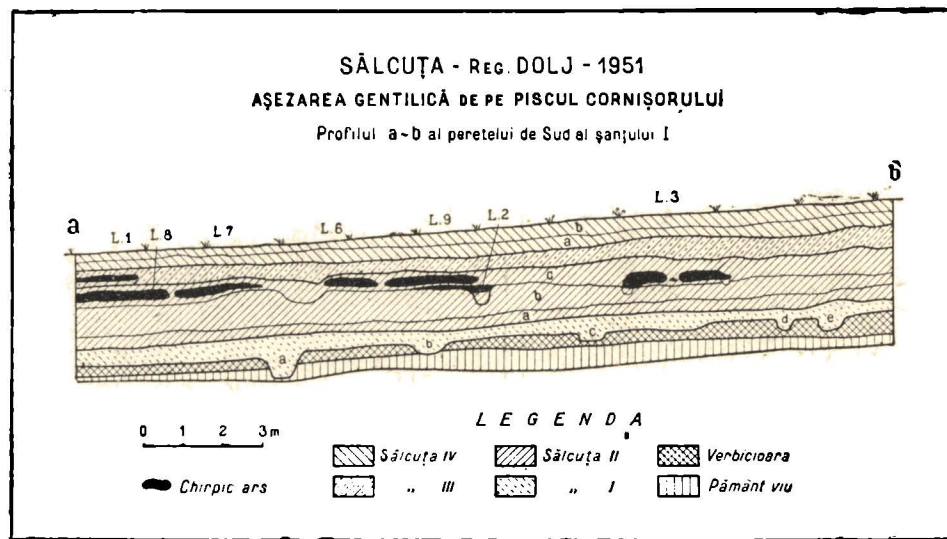 SĂLCUȚA - REG. DOLJ - 1951
AȘEZAREA GENTILICĂ DE PE PISCUL CORNIȘORULUI
Profilul a-b al peretelui de Sud al șanțului I
a
б
L.1 L.8 L.7 L.6 L.9 L.2 L.3
b
a
c
b
a
a b c d e
LEGENDA
0 1 2 3m
Sălcuța IV Sălcuța II Verbicioara
Chirpic ars „ III „ I Pământ viu